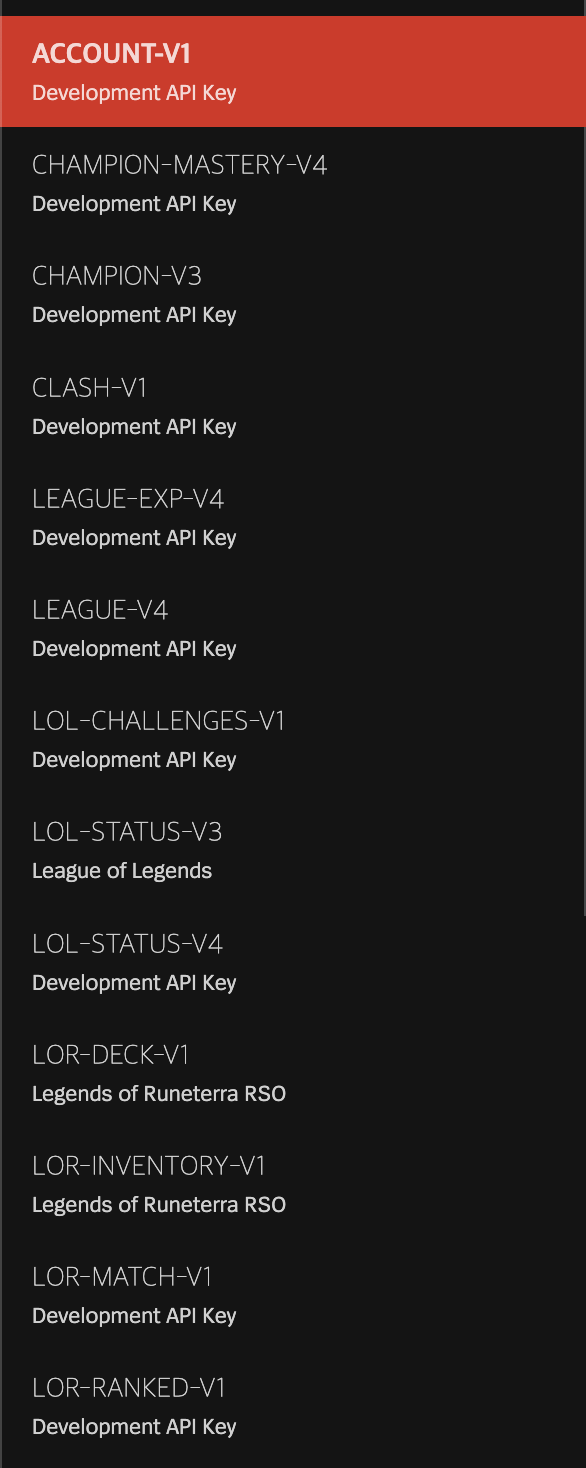 ACCOUNT-V1
Development API Key
CHAMPION-MASTERY-V4
Development API Key
CHAMPION-V3
Development API Key
CLASH-V1
Development API Key
LEAGUE-EXP-V4
Development API Key
LEAGUE-V4
Development API Key
LOL-CHALLENGES-V1
Development API Key
LOL-STATUS-V3
League of Legends
LOL-STATUS-V4
Development API Key
LOR-DECK-V1
Legends of Runeterra RSO
LOR-INVENTORY-V1
Legends of Runeterra RSO
LOR-MATCH-V1
Development API Key
LOR-RANKED-V1
Development API Key